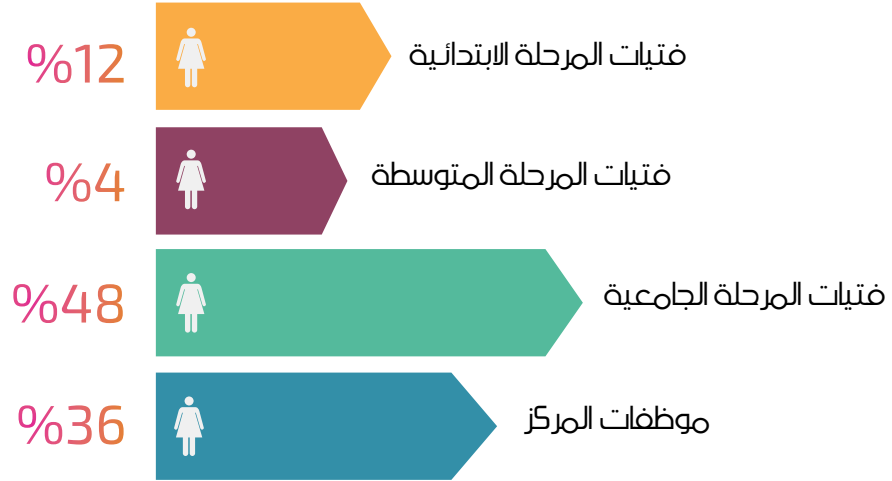 فتيات المرحلة الابتدائية
%12
فتيات المرحلة المتوسطة
%4
فتيات المرحلة الجامعية
%48
موظفات المركز
%36